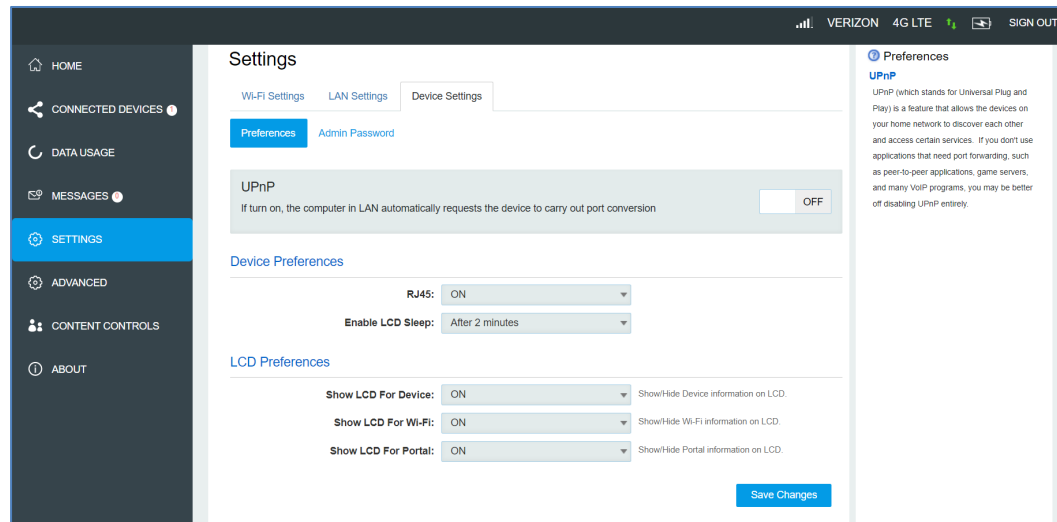 VERIZON 4G LTE SIGN OUT
HOME
CONNECTED DEVICES
DATA USAGE
MESSAGES
SETTINGS
ADVANCED
CONTENT CONTROLS
ABOUT
Settings
Wi-Fi Settings LAN Settings Device Settings
Preferences Admin Password
UPnP
If turn on, the computer in LAN automatically requests the device to carry out port conversion
OFF
Device Preferences
RJ45: ON
Enable LCD Sleep: After 2 minutes
LCD Preferences
Show LCD For Device: ON Show/Hide Device information on LCD.
Show LCD For Wi-Fi: ON Show/Hide Wi-Fi information on LCD.
Show LCD For Portal: ON Show/Hide Portal information on LCD.
Save Changes
Preferences
UPnP
UPnP (which stands for Universal Plug and
Play) is a feature that allows the devices on
your home network to discover each other
and access certain services. If you don't use
applications that need port forwarding, such
as peer-to-peer applications, game servers,
and many VoIP programs, you may be better
off disabling UPnP entirely.